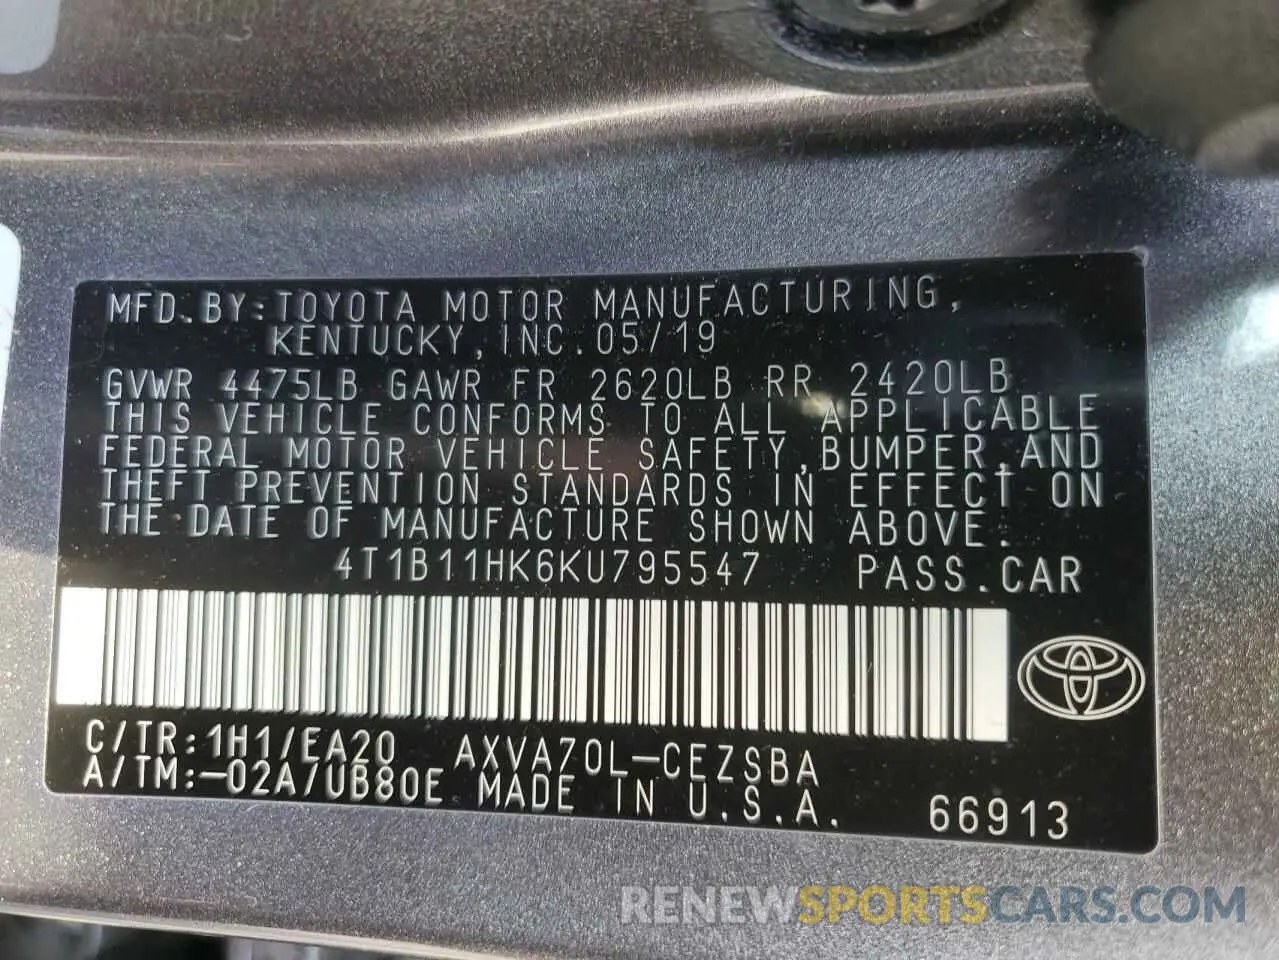 MFD.BY:TOYOTA MOTOR MANUFACTURING,
KENTUCKY,INC.05/19
GVWR 4475LB GAWR FR 2620LB RR 2420LB
THIS VEHICLE CONFORMS TO ALL APPLICABLE
FEDERAL MOTOR VEHICLE SAFETY,BUMPER,AND
THEFT PREVENTION STANDARDS IN EFFECT ON
THE DATE OF MANUFACTURE SHOWN ABOVE.
4T1B11HK6KU795547 PASS.CAR
C/TR:1H1/EA20 AXVA70L-CEZSBA
A/TM:-02A/UB80E MADE IN U.S.A. 66913
RENEWSPORTSCARS.COM